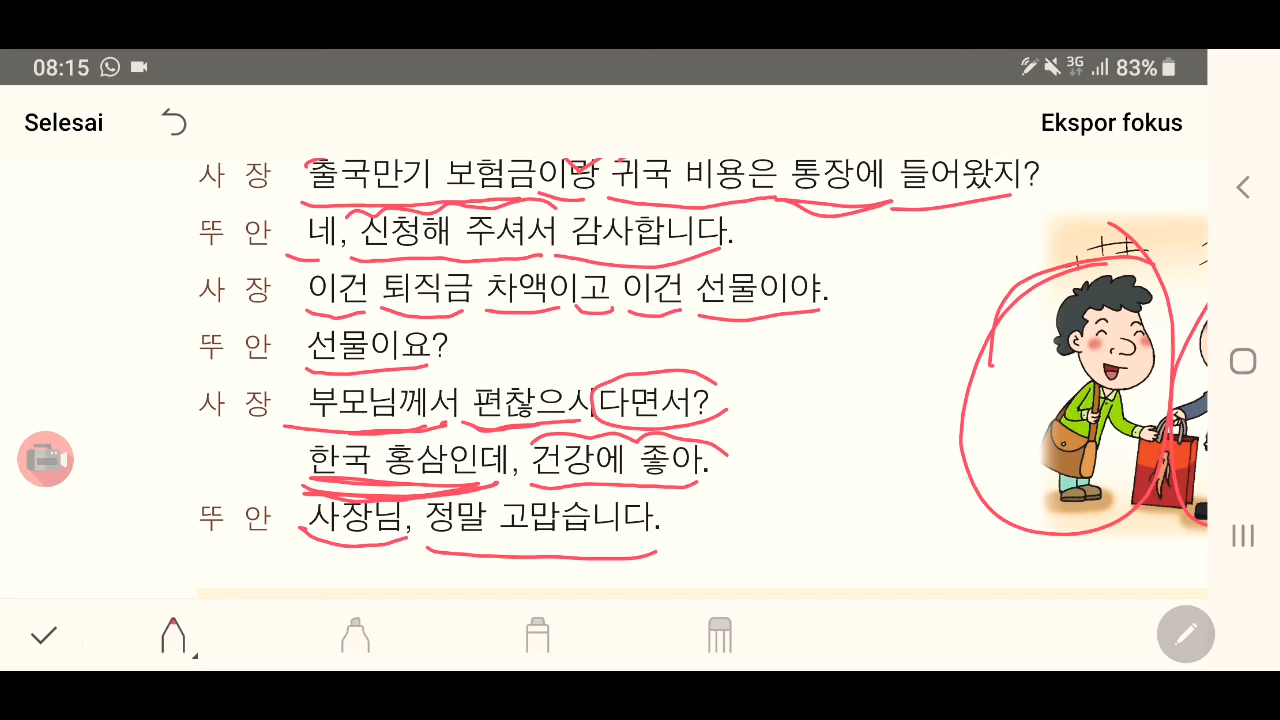 08:15 3G 83%
Selesai Ekspor fokus
사 장 출국만기 보험금이랑 귀국 비용은 통장에 들어왔지?
뚜 안 네, 신청해 주셔서 감사합니다.
사 장 이건 퇴직금 차액이고 이건 선물이야.
뚜 안 선물이요?
사 장 부모님께서 편찮으시다면서?
한국 홍삼인데, 건강에 좋아.
뚜 안 사장님, 정말 고맙습니다.